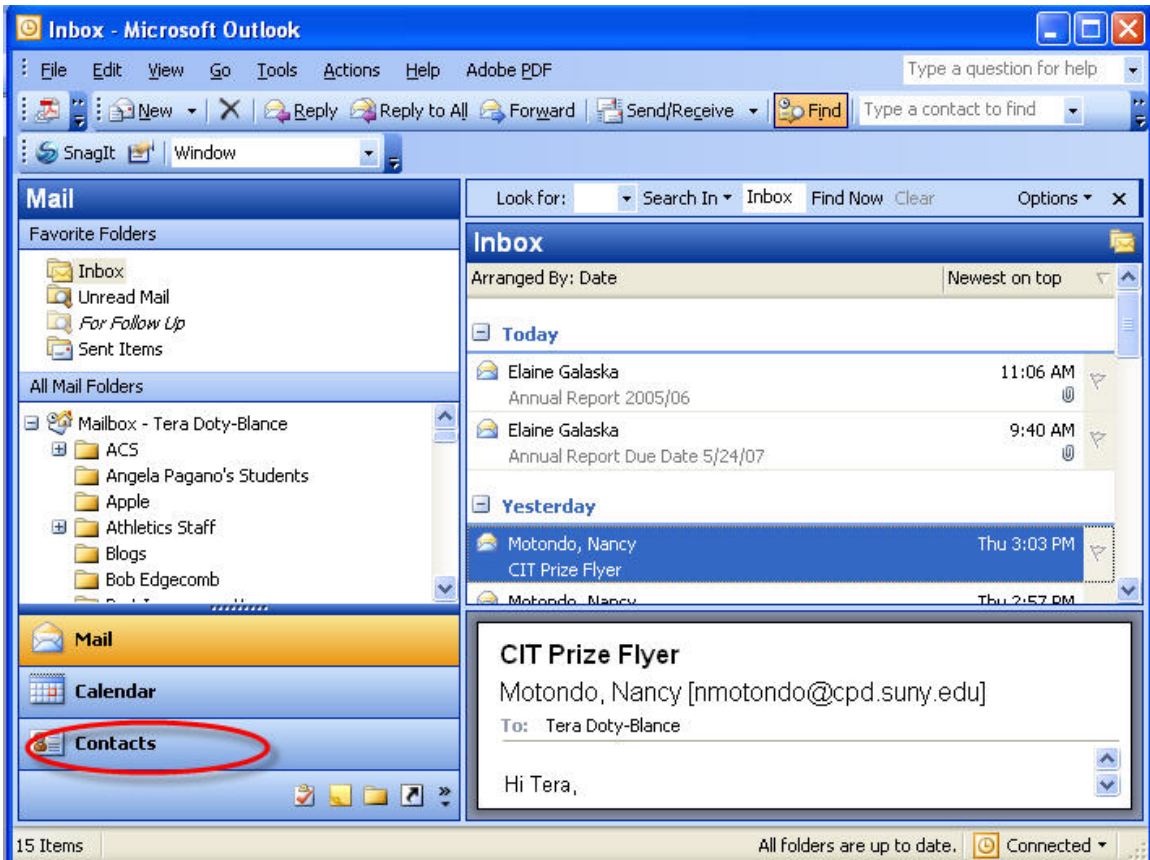 Inbox - Microsoft Outlook
File Edit View Go Tools Actions Help Adobe PDF Type a question for help
New Reply Reply to All Forward Send/Receive Find Type a contact to find
SnagIt Window
Mail
Favorite Folders
Inbox
Unread Mail
For Follow Up
Sent Items
All Mail Folders
Mailbox - Tera Doty-Blance
ACS
Angela Pagano's Students
Apple
Athletics Staff
Blogs
Bob Edgecomb
Mail
Calendar
Contacts
Look for: Search In Inbox Find Now Clear Options
Inbox
Arranged By: Date Newest on top
Today
Elaine Galaska 11:06 AM
Annual Report 2005/06
Elaine Galaska 9:40 AM
Annual Report Due Date 5/24/07
Yesterday
Motondo, Nancy Thu 3:03 PM
CIT Prize Flyer
Motondo, Nancy Thu 2:57 PM
CIT Prize Flyer
Motondo, Nancy [nmotondo@cpd.suny.edu]
To: Tera Doty-Blance
Hi Tera,
15 Items All folders are up to date. Connected